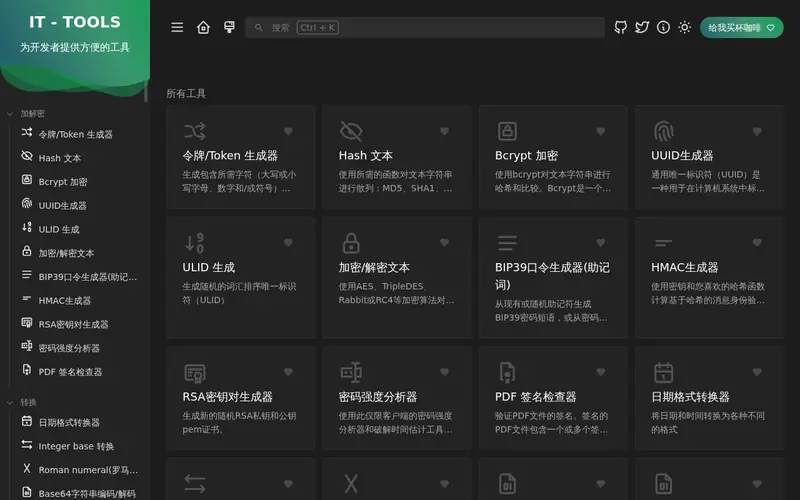 IT - TOOLS
为开发者提供方便的工具
搜索 Ctrl + K
给我买杯咖啡
加解密
令牌/Token 生成器
Hash 文本
Bcrypt 加密
UUID生成器
ULID 生成
加密/解密文本
BIP39口令生成器(助记...
HMAC生成器
RSA密钥对生成器
密码强度分析器
PDF 签名检查器
转换
日期格式转换器
Integer base 转换
Roman numeral(罗马...
Base64字符串编码/解码
所有工具
令牌/Token 生成器
生成包含所需字符（大写或小
写字母、数字和/或符号）...
Hash 文本
使用所需的函数对文本字符串
进行散列：MD5、SHA1、...
Bcrypt 加密
使用bcrypt对文本字符串进行
哈希和比较。Bcrypt是一个...
UUID生成器
通用唯一标识符（UUID）是
一种用于在计算机系统中标...
ULID 生成
生成随机的词汇排序唯一标识
符（ULID）
加密/解密文本
使用AES、TripleDES、
Rabbit或RC4等加密算法对...
BIP39口令生成器(助记
词)
从现有或随机助记符生成
BIP39密码短语，或从密码...
HMAC生成器
使用密钥和您喜欢的哈希函数
计算基于哈希的消息身份验...
RSA密钥对生成器
生成新的随机RSA私钥和公钥
pem证书。
密码强度分析器
使用此仅限客户端的密码强度
分析器和破解时间估计工具...
PDF 签名检查器
验证PDF文件的签名。签名的
PDF文件包含一个或多个签...
日期格式转换器
将日期和时间转换为各种不同
的格式